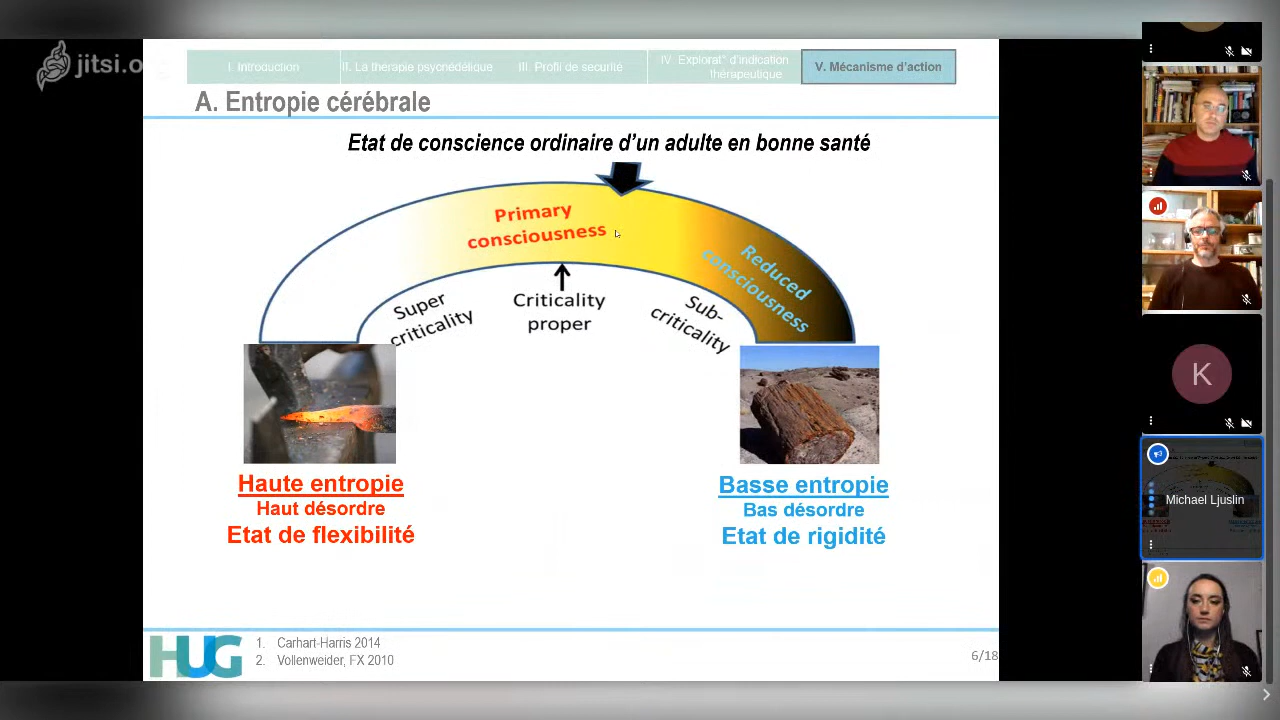 jitsi.o
I. Introduction
II. La thérapie psyc​hédélique
III. Profil de securité
IV Explorat° d'indication
thérapeutique
V. Mécanisme d'action
A. Entropie cérébrale
Etat de conscience ordinaire d'un adulte en bonne santé
Primary
consciousness
Reduced
consciousness
Super
criticality
Criticality
proper
Sub-
criticality
Haute entropie
Haut désordre
Etat de flexibilité
Basse entropie
Bas désordre
Etat de rigidité
HUG
1. Carhart-Harris 2014
2. Vollenweider, FX 2010
6/18
K
Michael Ljuslin